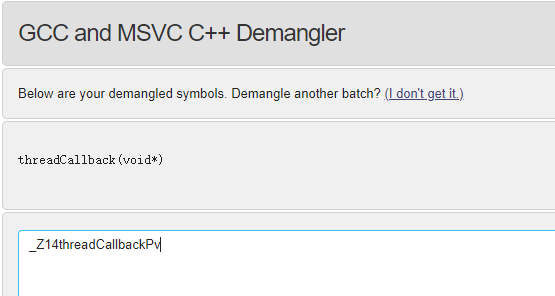 GCC and MSVC C++ Demangler
Below are your demangled symbols. Demangle another batch? (I don't get it.)
threadCallback(void*)
_Z14threadCallbackPv